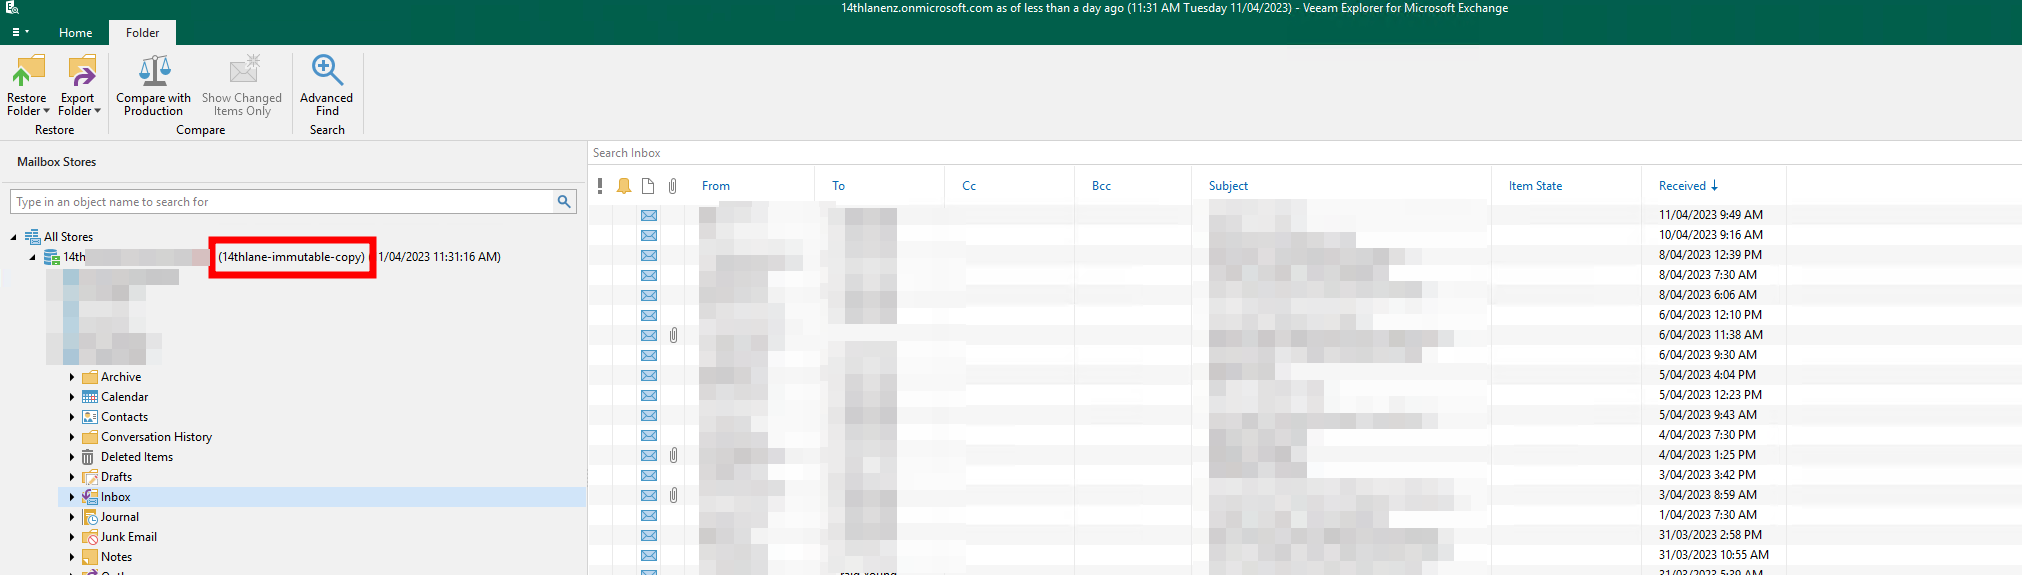 14thlanenz.onmicrosoft.com as of less than a day ago (11:31 AM Tuesday 11/04/2023) - Veeam Explorer for Microsoft Exchange
Home Folder
Restore Folder Export Folder Compare with Production Show Changed Items Only Advanced Find
Restore Compare Search
Mailbox Stores
Search Inbox
Type in an object name to search for
From To Cc Bcc Subject Item State Received
All Stores
14th (14thlane-immutable-copy) 1/04/2023 11:31:16 AM)
Archive
Calendar
Contacts
Conversation History
Deleted Items
Drafts
Inbox
Journal
Junk Email
Notes
11/04/2023 9:49 AM
10/04/2023 9:16 AM
8/04/2023 12:39 PM
8/04/2023 7:30 AM
8/04/2023 6:06 AM
6/04/2023 12:10 PM
6/04/2023 11:38 AM
6/04/2023 9:30 AM
5/04/2023 4:04 PM
5/04/2023 12:23 PM
5/04/2023 9:43 AM
4/04/2023 7:30 PM
4/04/2023 1:25 PM
3/04/2023 3:42 PM
3/04/2023 8:59 AM
1/04/2023 7:30 AM
31/03/2023 2:58 PM
31/03/2023 10:55 AM